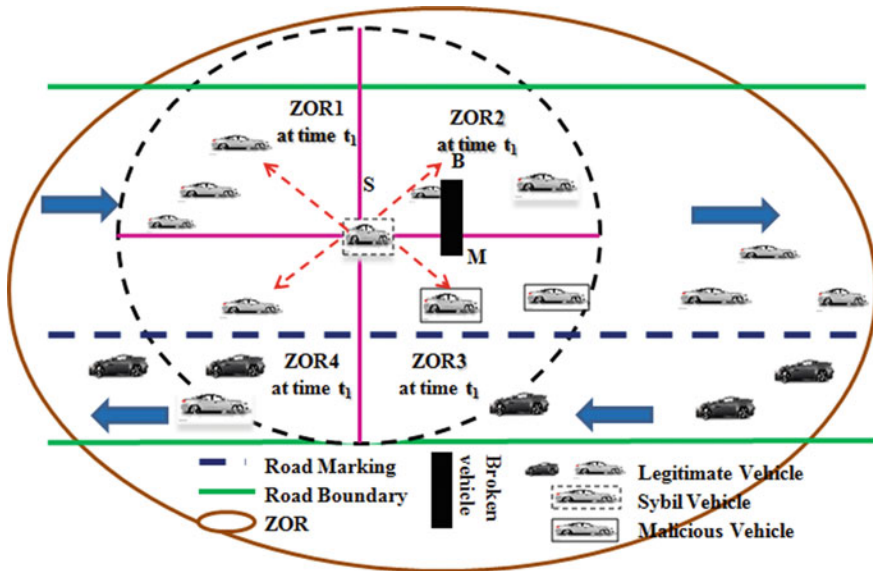 ZOR1
at time t1
ZOR2
at time t1
B
S
M
ZOR4
at time t1
ZOR3
at time t1
Road Marking
Road Boundary
ZOR
Broken
vehicle
Legitimate Vehicle
Sybil Vehicle
Malicious Vehicle